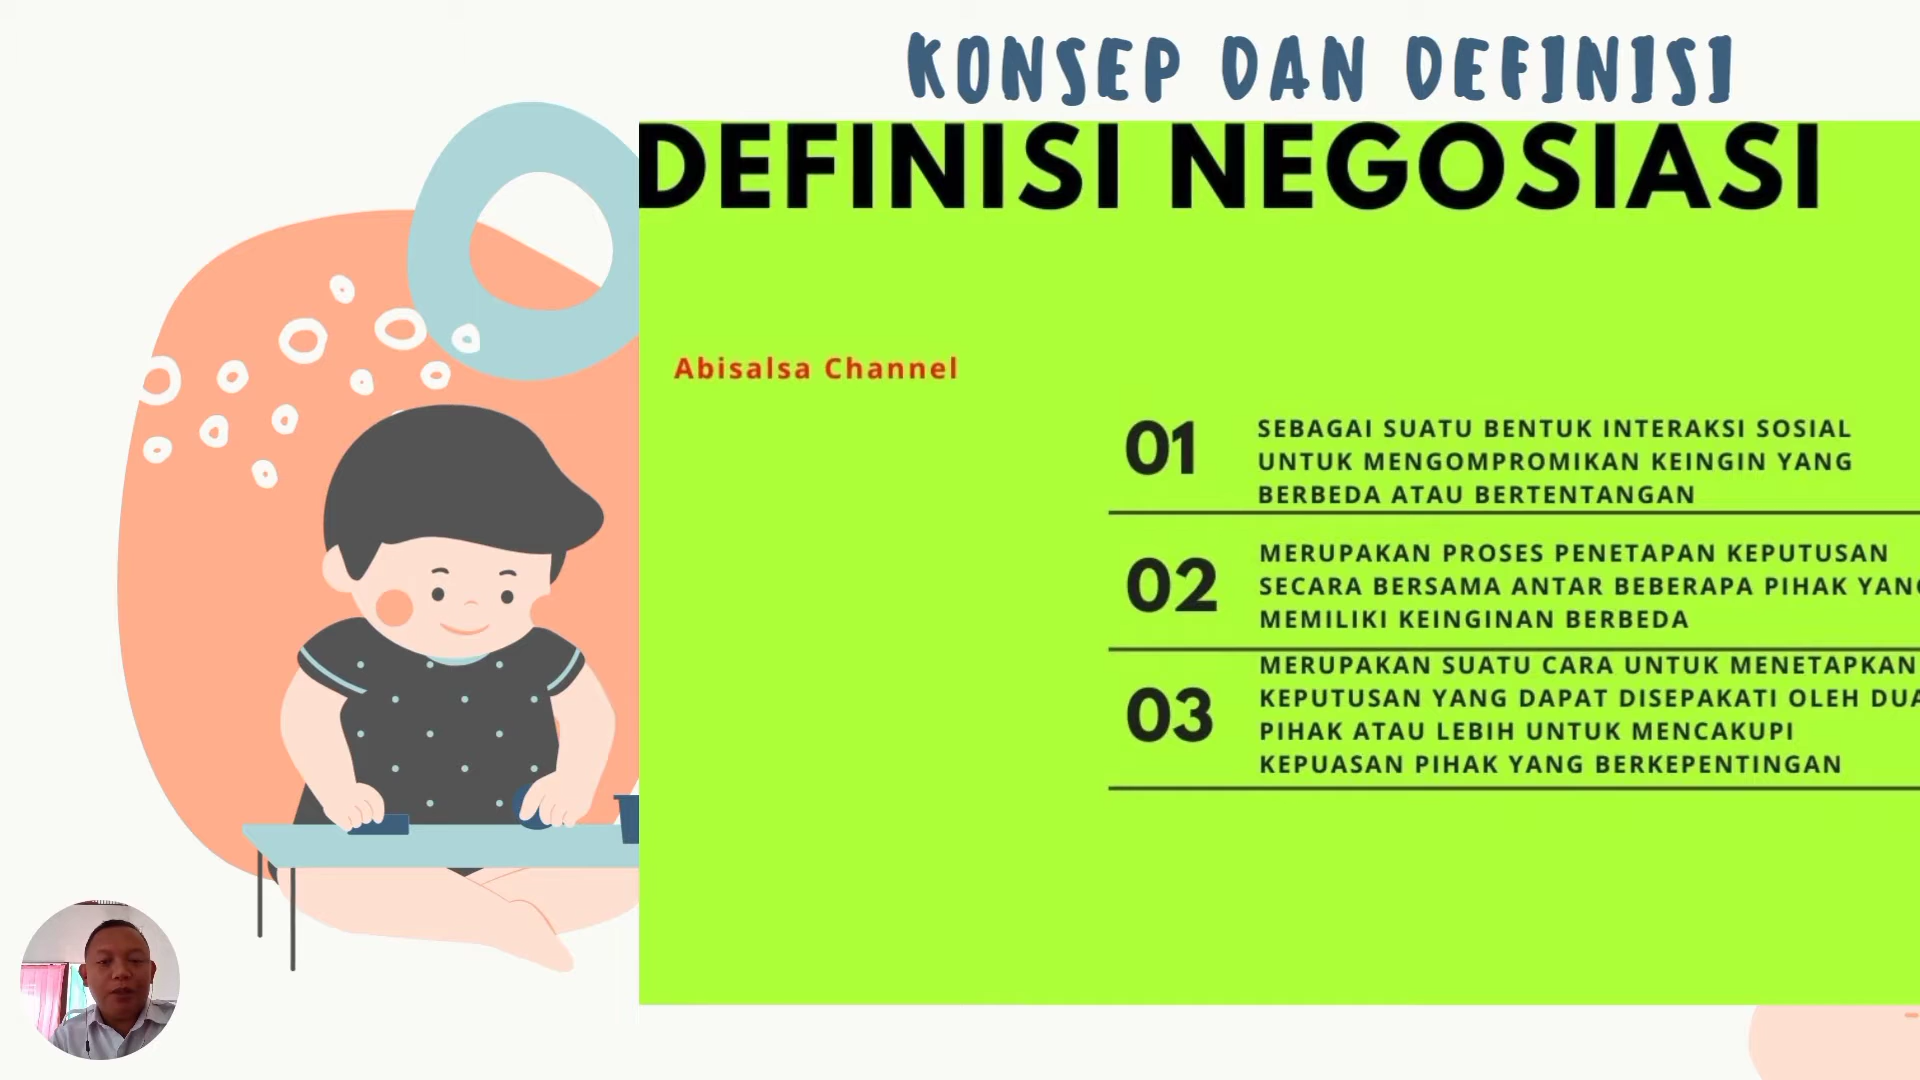 KONSEP DAN DEFINISI
DEFINISI NEGOSIASI
Abisalsa Channel
01
SEBAGAI SUATU BENTUK INTERAKSI SOSIAL
UNTUK MENGOMPROMIKAN KEINGIN YANG
BERBEDA ATAU BERTENTANGAN
02
MERUPAKAN PROSES PENETAPAN KEPUTUSAN
SECARA BERSAMA ANTAR BEBERAPA PIHAK YANG
MEMILIKI KEINGINAN BERBEDA
03
MERUPAKAN SUATU CARA UNTUK MENETAPKAN
KEPUTUSAN YANG DAPAT DISEPAKATI OLEH DUA
PIHAK ATAU LEBIH UNTUK MENCAKUPI
KEPUASAN PIHAK YANG BERKEPENTINGAN